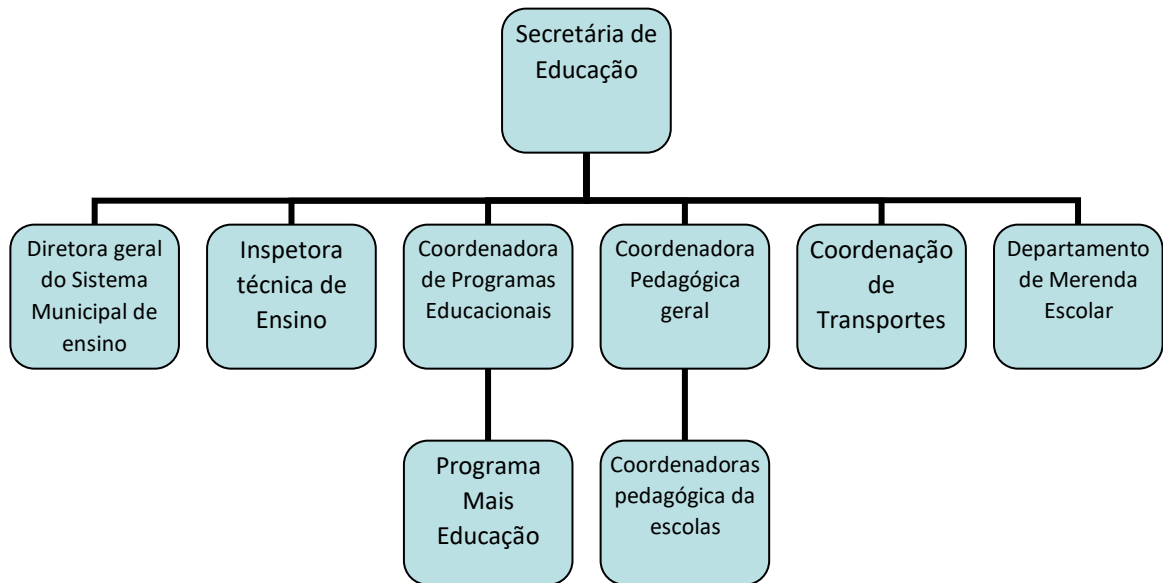 Secretária de
Educação
Diretora geral
do Sistema
Municipal de
ensino
Inspetora
técnica de
Ensino
Coordenadora
de Programas
Educacionais
Coordenadora
Pedagógica
geral
Coordenação
de
Transportes
Departamento
de Merenda
Escolar
Programa
Mais
Educação
Coordenadoras
pedagógica da
escolas